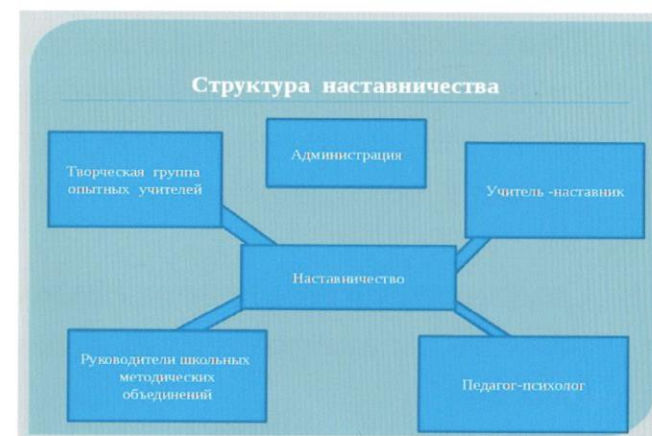 Структура наставничества
Администрация
Творческая группа
опытных учителей
Учитель -наставник
Наставничество
Руководители школьных
методических
объединений
Педагог-психолог